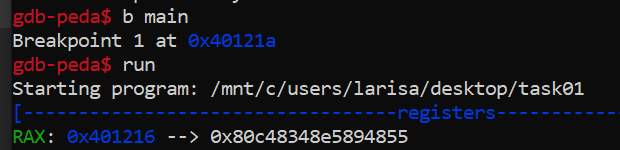 gdb-peda$ b main
Breakpoint 1 at 0x40121a
gdb-peda$ run
Starting program: /mnt/c/users/larisa/desktop/task01
[----------------------------------registers-----------
RAX: 0x401216 --> 0x80c48348e5894855